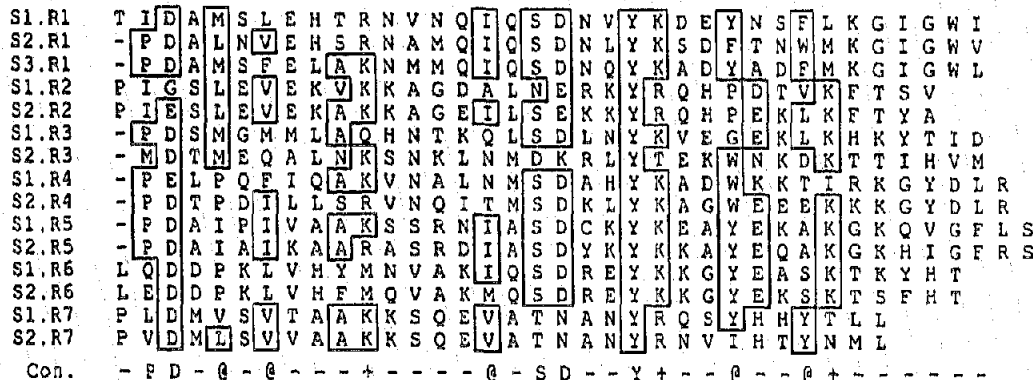 S1.R1 T I D A M S L E H T R N V N Q I Q S D N V Y K D E Y N S F L K G I G W I
S2.R1 - P D A L N V E H S R N A M Q I Q S D N L Y K S D F T N W M K G I G W V
S3.R1 - P D A M S F E L A K N M M Q I Q S D N Q Y K A D Y A D F M K G I G W L
S1.R2 P I G S L E V E K V K K A G D A L N E R K Y R Q H P D T V K F T S V
S2.R2 P I E S L E V E K A K K A G E I L S E K K Y R Q H P E K L K F T Y A
S1.R3 - P D S M G M M L A Q H N T K Q L S D L N Y K V E G E K L K H K Y T I D
S2.R3 - M D T M E Q A L N K S N K L N M D K R L Y T E K W N K D K T T I H V M
S1.R4 - P E L P Q F I Q A K V N A L N M S D A H Y K A D W K K T I R K G Y D L R
S2.R4 - P D T P D I L L S R V N Q I T M S D K L Y K A G W E E E K K K G Y D L R
S1.R5 - P D A I P I V A A K S S R N I A S D C K Y K E A Y E K A K G K Q V G F L S
S2.R5 - P D A I A I K A A R A S R D I A S D Y K Y K K A Y E Q A K G K H I G F R S
S1.R6 L Q D D P K L V H Y M N V A K I Q S D R E Y K K G Y E A S K T K Y H T
S2.R6 L E D D P K L V H F M Q V A K M Q S D R E Y K K G Y E K S K T S F H T
S1.R7 P L D M V S V T A A K K S Q E V A T N A N Y R Q S Y H H Y T L L
S2.R7 P V D M L S V V A A K K S Q E V A T N A N Y R N V I H T Y N M L
Con. - P D - @ - @ - - - + - - - - @ - S D - - Y + - - @ - - @ + - - - - - -